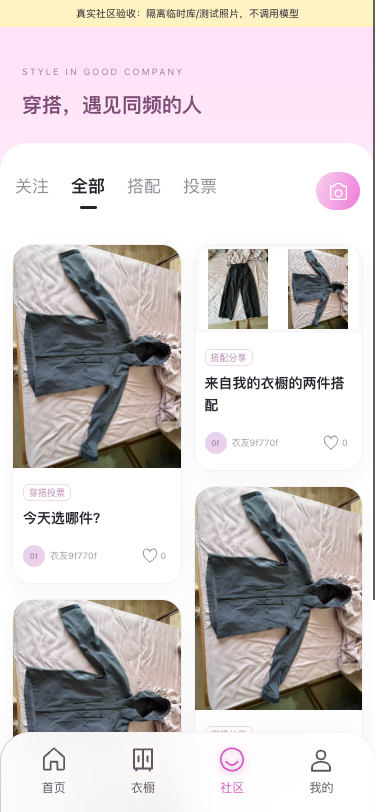 真实社区验收：隔离临时库/测试照片，不调用模型
STYLE IN GOOD COMPANY
穿搭，遇见同频的人
关注
全部
搭配
投票
穿搭投票
今天选哪件?
0f
衣友9f770f
0
搭配分享
来自我的衣橱的两件搭
配
0f
衣友9f770f
0
首页
衣橱
社区
我的